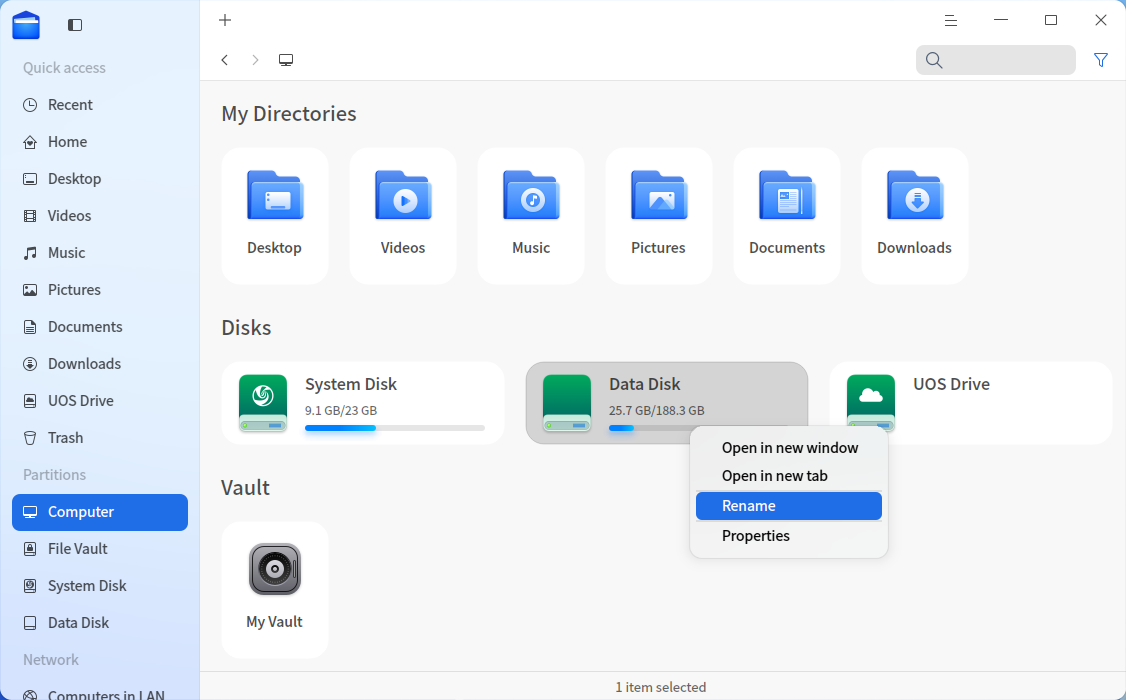 Quick access
Recent
Home
Desktop
Videos
Music
Pictures
Documents
Downloads
UOS Drive
Trash
Partitions
Computer
File Vault
System Disk
Data Disk
Network
Computers in LAN
My Directories
Desktop
Videos
Music
Pictures
Documents
Downloads
Disks
System Disk
9.1 GB/23 GB
Data Disk
25.7 GB/188.3 GB
UOS Drive
Open in new window
Open in new tab
Rename
Properties
Vault
My Vault
1 item selected